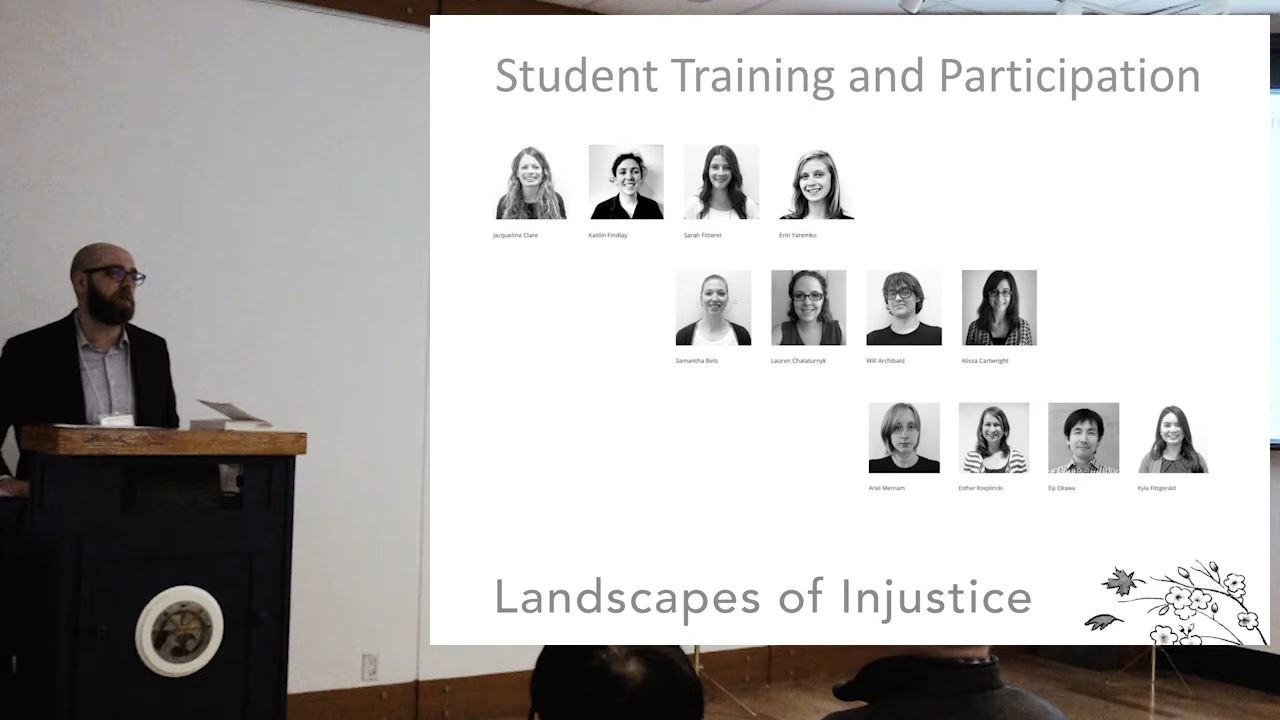 Student Training and Participation
Jacqueline Clare Kaitlin Findlay Sarah Fitterer Erin Yaremko
Samantha Bets Lauren Chalaturnyk Will Archibald Alissa Cartwright
Ariel Merriam Esther Rzeplinski Eiji Okawa Kyla Fitzgerald
Landscapes of Injustice